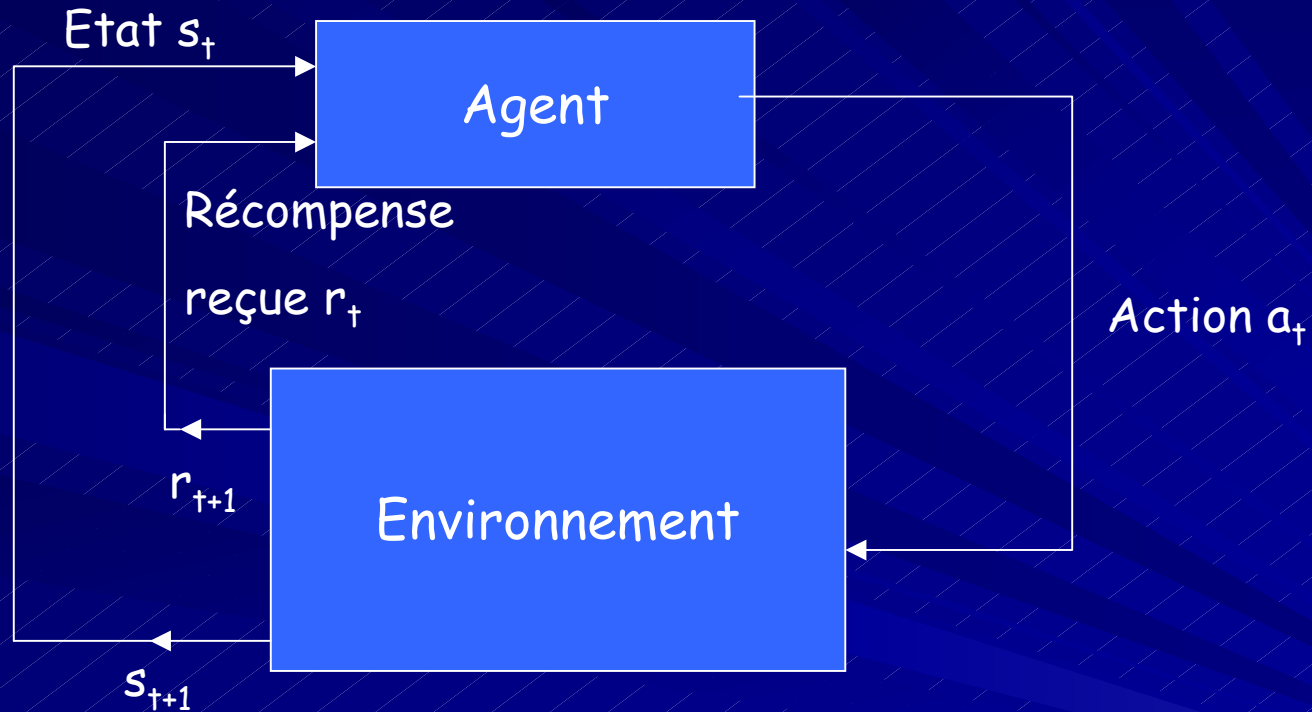 Etat sₜ
Agent
Récompense
reçue rₜ
Action aₜ
rₜ₊₁
Environnement
sₜ₊₁